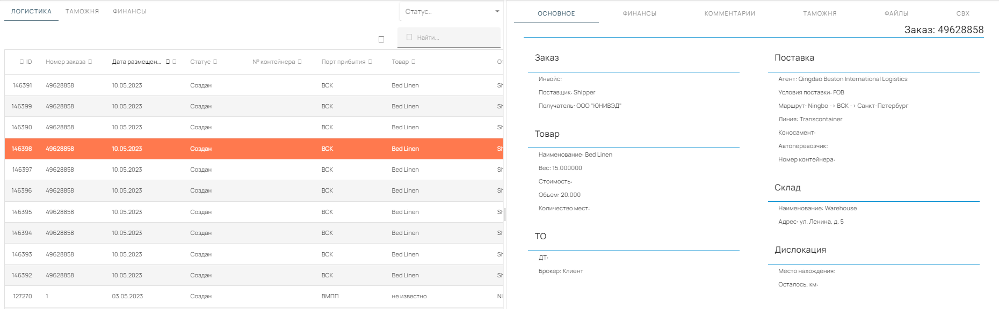 ЛОГИСТИКА ТАМОЖНЯ ФИНАНСЫ
Статус..
Найти...
ID Номер заказа Дата размещен... Статус № контейнера Порт прибытия Товар От
146391 49628858 10.05.2023 Создан ВСК Bed Linen Sh
146399 49628858 10.05.2023 Создан ВСК Bed Linen Sh
146390 49628858 10.05.2023 Создан ВСК Bed Linen Sh
146398 49628858 10.05.2023 Создан ВСК Bed Linen Sh
146397 49628858 10.05.2023 Создан ВСК Bed Linen Sh
146396 49628858 10.05.2023 Создан ВСК Bed Linen Sh
146395 49628858 10.05.2023 Создан ВСК Bed Linen Sh
146394 49628858 10.05.2023 Создан ВСК Bed Linen Sh
146393 49628858 10.05.2023 Создан ВСК Bed Linen Sh
146392 49628858 10.05.2023 Создан ВСК Bed Linen Sh
127270 1 03.05.2023 Создан ВМПП не известно NI
ОСНОВНОЕ ФИНАНСЫ КОММЕНТАРИИ ТАМОЖНЯ ФАЙЛЫ СВХ
Заказ: 49628858
Заказ
Инвойс:
Поставщик: Shipper
Получатель: ООО "ЮНИВЭД"
Товар
Наименование: Bed Linen
Вес: 15.000000
Стоимость:
Объем: 20.000
Количество мест:
ТО
ДТ:
Брокер: Клиент
Поставка
Агент: Qingdao Beston International Logistics
Условия поставки: FOB
Маршрут: Ningbo -> ВСК -> Санкт-Петербург
Линия: Transcontainer
Коносамент:
Автоперевозчик:
Номер контейнера:
Склад
Наименование: Warehouse
Адрес: ул. Ленина, д. 5
Дислокация
Место нахождения:
Осталось, км: